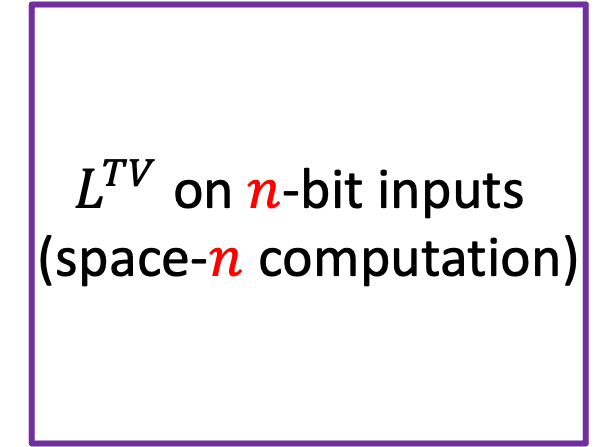 L^{TV} on n-bit inputs
(space-n computation)